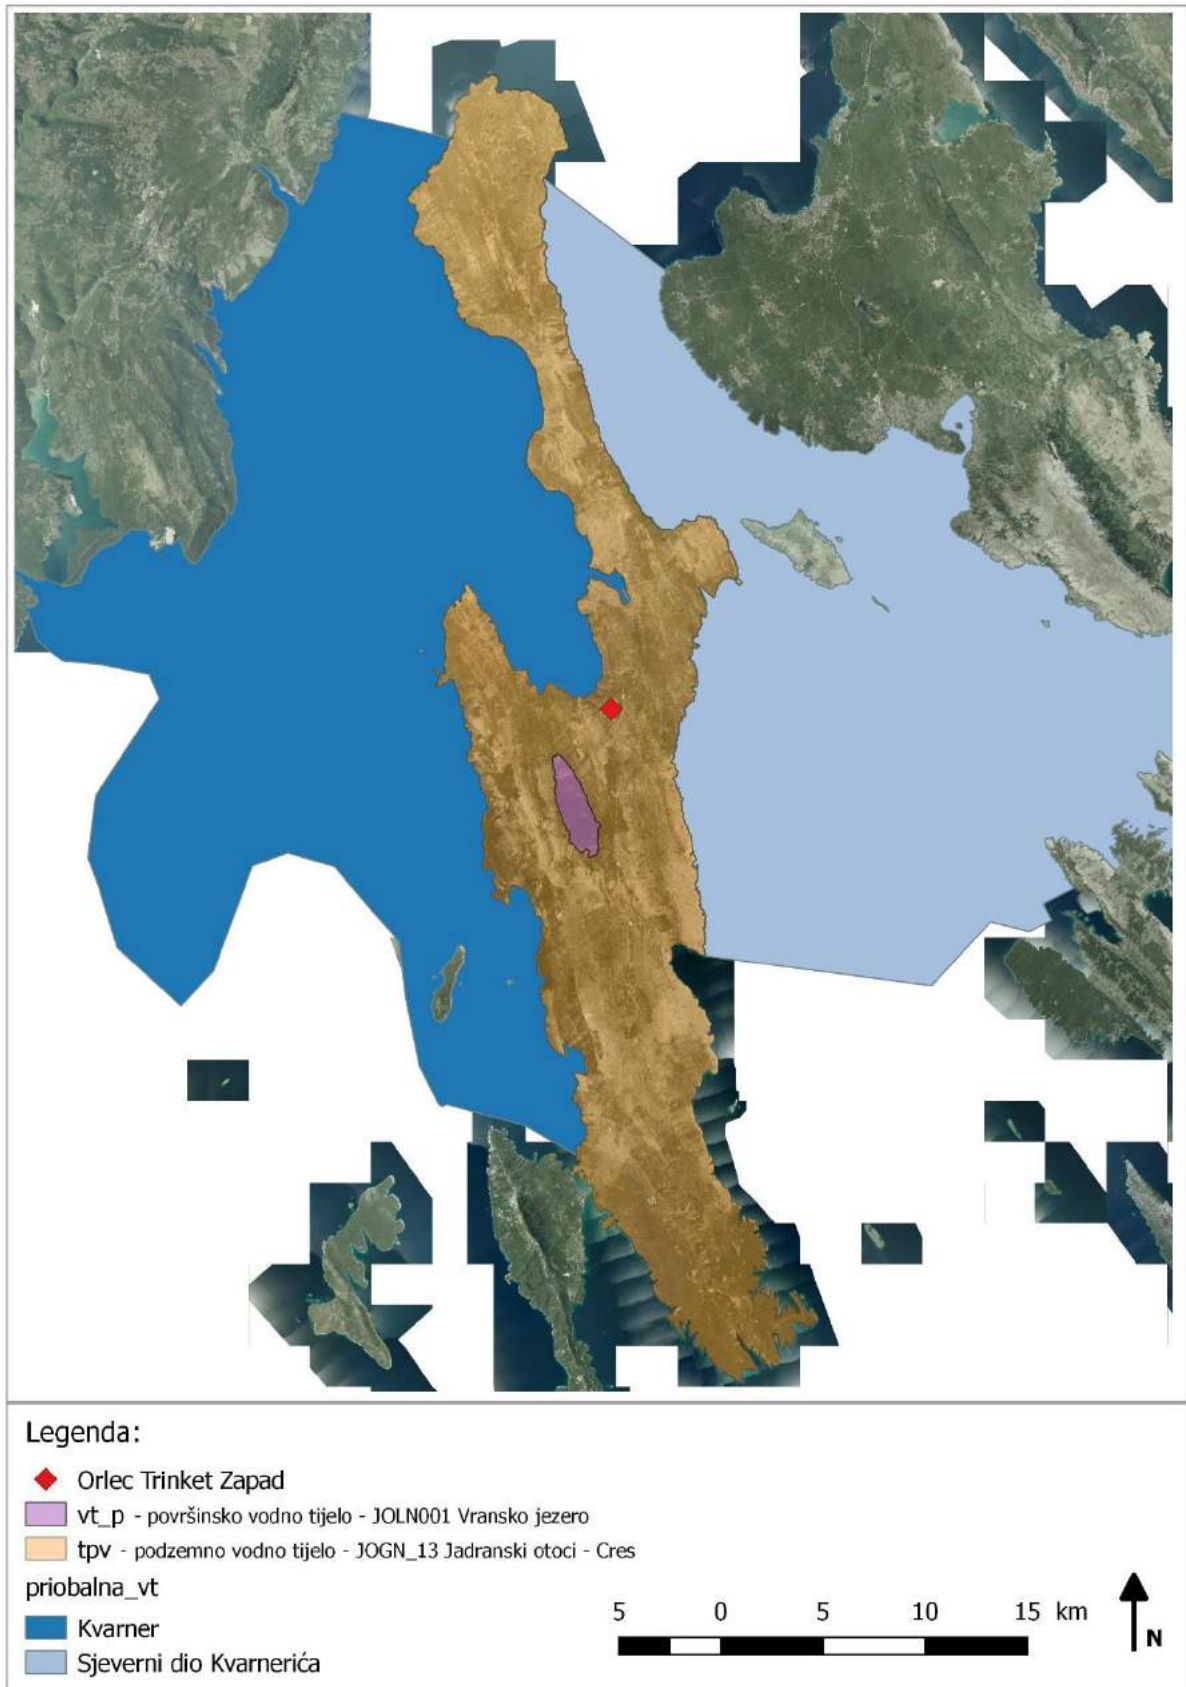 Legenda:
Orlec Trinket Zapad
vt_p - površinsko vodno tijelo - JOLN001 Vransko jezero
tpv - podzemno vodno tijelo - JOGN_13 Jadranski otoci - Cres
priobalna_vt
Kvarner
Sjeverni dio Kvarnerića
5 0 5 10 15 km
N